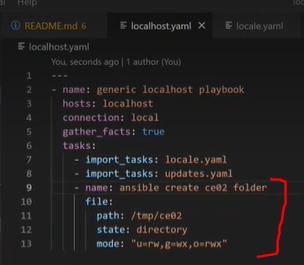 Help
README.md 6
localhost.yaml
locale.yaml
localhost.yaml
You, seconds ago | 1 author (You)
1 ---
2 - name: generic localhost playbook
3 hosts: localhost
4 connection: local
5 gather_facts: true
6 tasks:
7 - import_tasks: locale.yaml
8 - import_tasks: updates.yaml
9 - name: ansible create ce02 folder
10 file:
11 path: /tmp/ce02
12 state: directory
13 mode: "u=rw,g=wx,o=rwx"